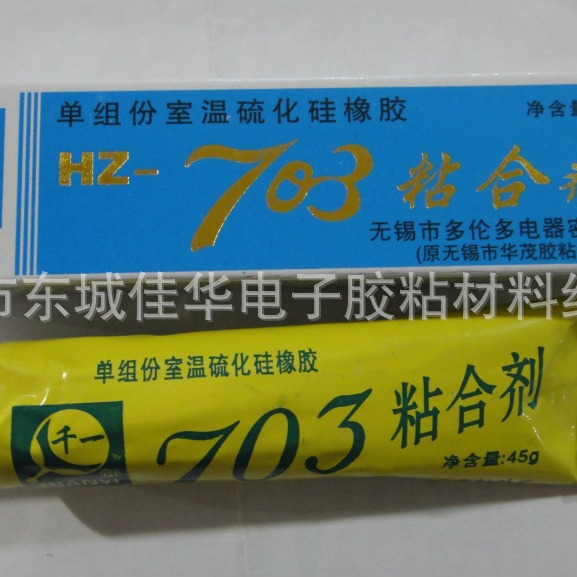 单组份室温硫化硅橡胶
净含量
HZ-703粘合剂
无锡市多伦多电器密
(原无锡市华茂胶粘
市东城佳华电子胶粘材料经
单组份室温硫化硅橡胶
千一
QIANYI
703粘合剂
净含量:45g